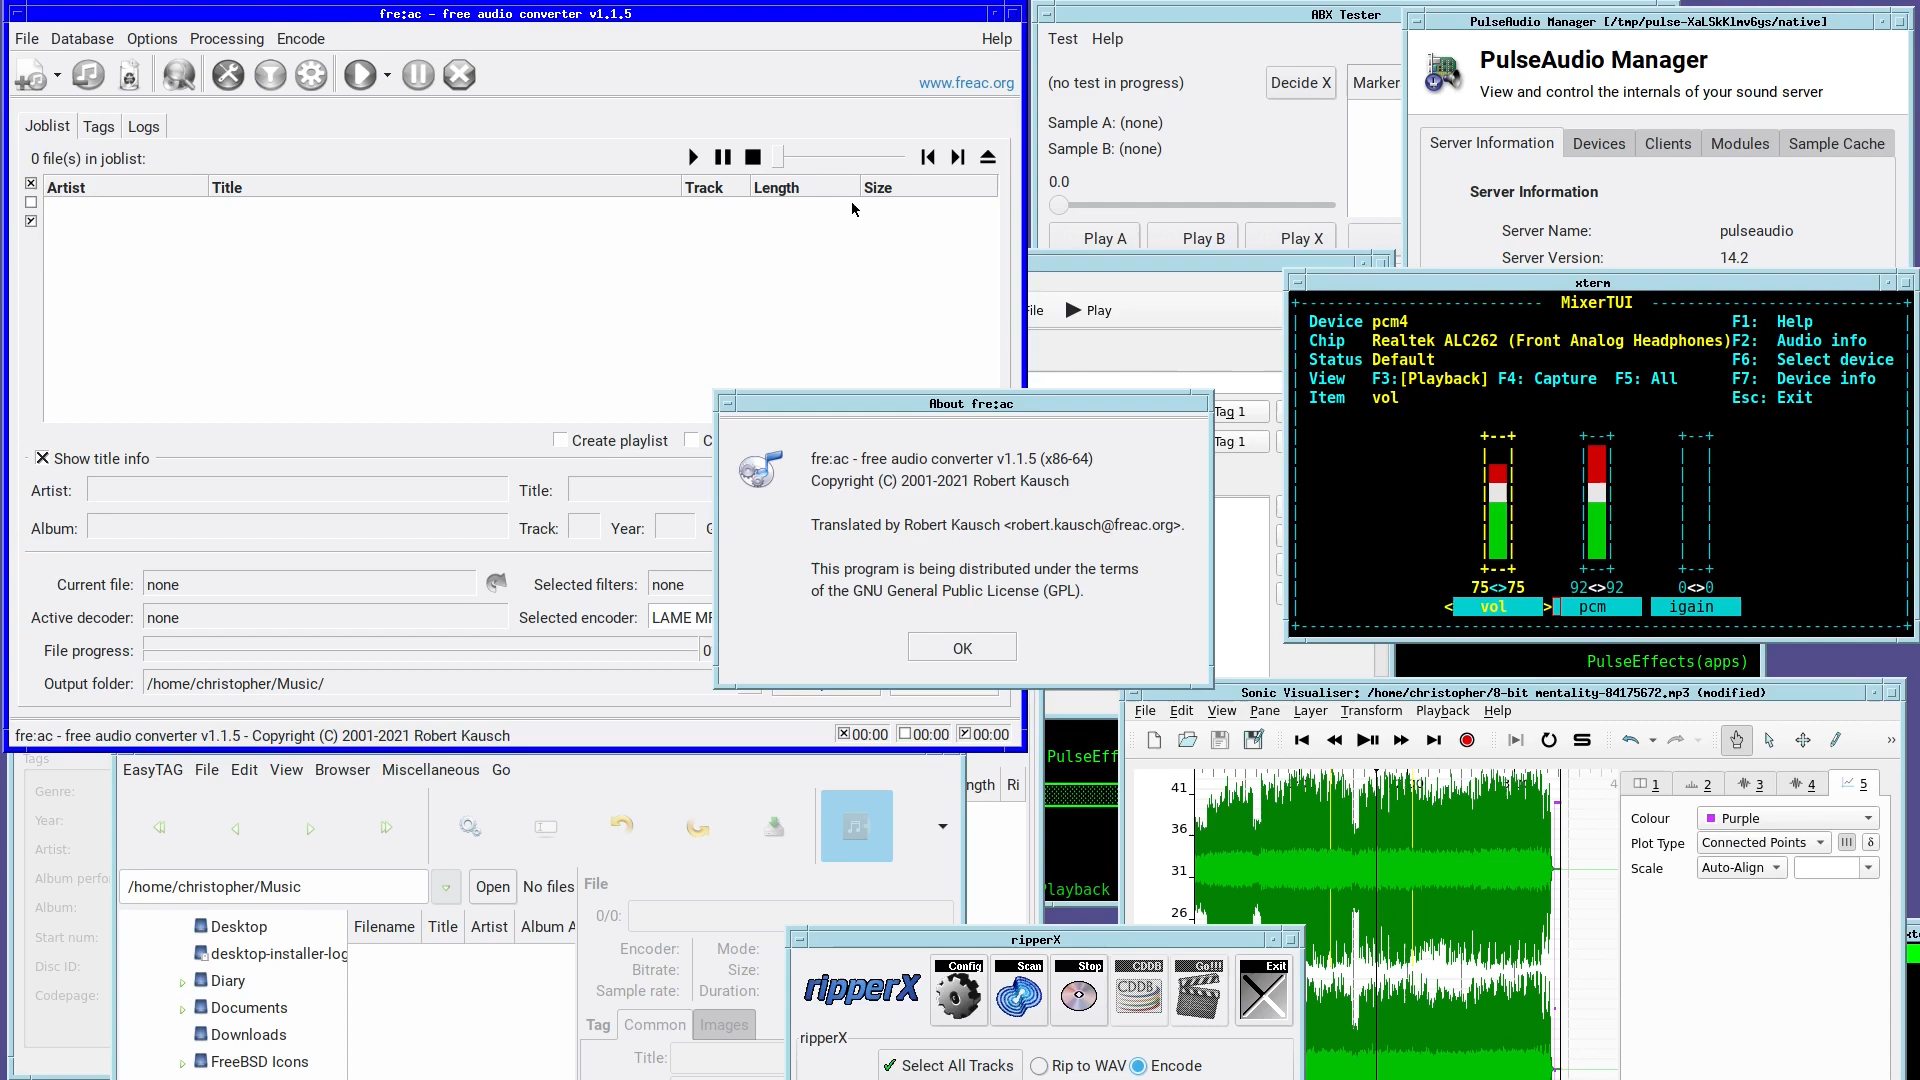 fre:ac - free audio converter v1.1.5
File Database Options Processing Encode Help
www.freac.org
Joblist Tags Logs
0 file(s) in joblist:
Artist Title Track Length Size
Create playlist
Show title info
Artist: Title:
Album: Track: Year:
Current file: none Selected filters: none
Active decoder: none Selected encoder: LAME
File progress: 0
Output folder: /home/christopher/Music/
fre:ac - free audio converter v1.1.5 - Copyright (C) 2001-2021 Robert Kausch 00:00 00:00 00:00
About fre:ac
fre:ac - free audio converter v1.1.5 (x86-64)
Copyright (C) 2001-2021 Robert Kausch
Translated by Robert Kausch <robert.kausch@freac.org>.
This program is being distributed under the terms
of the GNU General Public License (GPL).
OK
ABX Tester
Test Help
(no test in progress) Decide X Marker
Sample A: (none)
Sample B: (none)
0.0
Play A Play B Play X
File Play
Tag 1
Tag 1
PulseAudio Manager [/tmp/pulse-XaLSkKlmv6ys/native]
PulseAudio Manager
View and control the internals of your sound server
Server Information Devices Clients Modules Sample Cache
Server Information
Server Name: pulseaudio
Server Version: 14.2
xterm
MixerTUI
Device pcm4 F1: Help
Chip Realtek ALC262 (Front Analog Headphones) F2: Audio info
Status Default F6: Select device
View F3:[Playback] F4: Capture F5: All F7: Device info
Item vol Esc: Exit
75<>75 92<>92 0<>0
< vol > pcm igain
PulseEffects(apps)
PulseEff
Playback
Sonic Visualiser: /home/christopher/8-bit mentality-84175672.mp3 (modified)
File Edit View Pane Layer Transform Playback Help
41
36
31
26
1 2 3 4 5
Colour Purple
Plot Type Connected Points
Scale Auto-Align
Tags
Genre:
Year:
Artist:
Album perfo
Album:
Start num:
Disc ID:
Codepage:
EasyTAG File Edit View Browser Miscellaneous Go
ngth Ri
/home/christopher/Music Open No files
Desktop
desktop-installer-log
Diary
Documents
Downloads
FreeBSD Icons
Filename Title Artist Album A
File
0/0:
Encoder: Mode:
Bitrate: Size:
Sample rate: Duration:
Tag Common Images
Title:
ripperX
ripperX Config Scan Stop CDDB Go!!! Exit
CDDB
ripperX
Select All Tracks Rip to WAV Encode